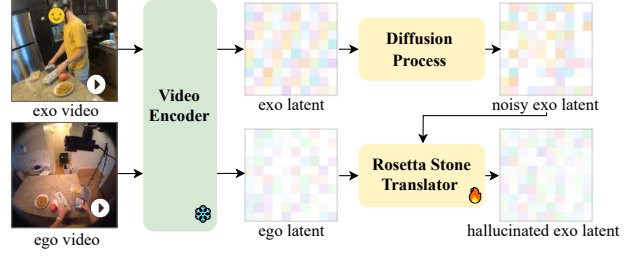 Diffusion
Process
Video
Encoder
exo video
exo latent
noisy exo latent
Rosetta Stone
Translator
ego video
ego latent
hallucinated exo latent